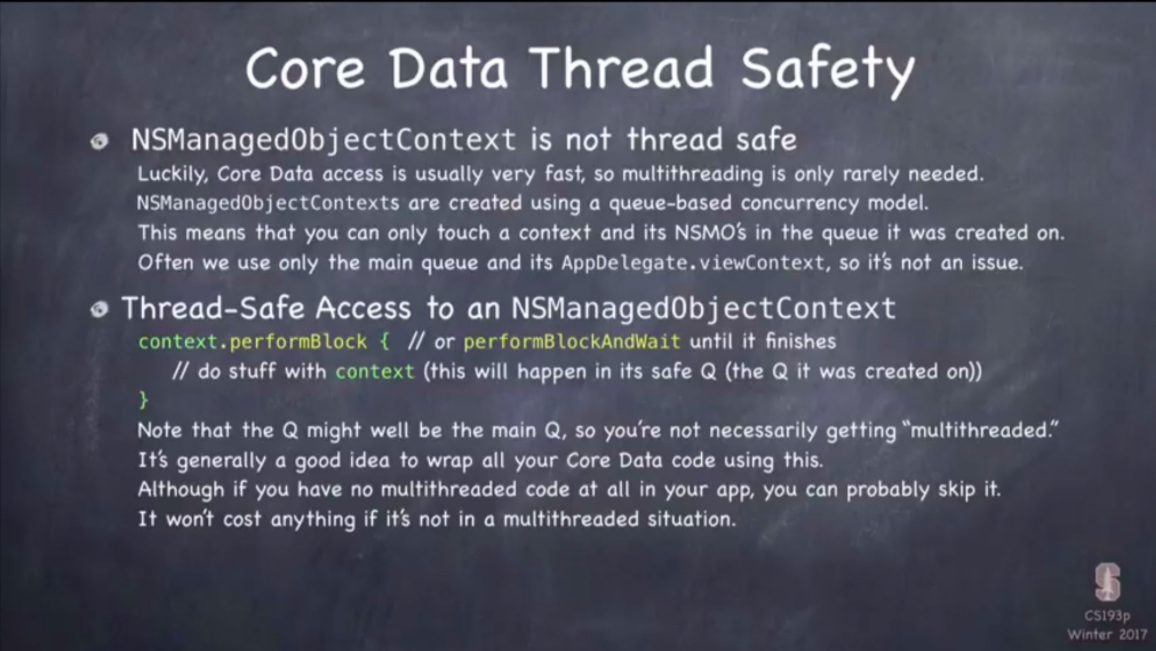 Core Data Thread Safety
NSManagedObjectContext is not thread safe
Luckily, Core Data access is usually very fast, so multithreading is only rarely needed.
NSManagedObjectContexts are created using a queue-based concurrency model.
This means that you can only touch a context and its NSMO's in the queue it was created on.
Often we use only the main queue and its AppDelegate.viewContext, so it's not an issue.
Thread-Safe Access to an NSManagedObjectContext
context.performBlock { // or performBlockAndWait until it finishes
// do stuff with context (this will happen in its safe Q (the Q it was created on))
}
Note that the Q might well be the main Q, so you're not necessarily getting “multithreaded.”
It's generally a good idea to wrap all your Core Data code using this.
Although if you have no multithreaded code at all in your app, you can probably skip it.
It won't cost anything if it's not in a multithreaded situation.
S
CS193p
Winter 2017